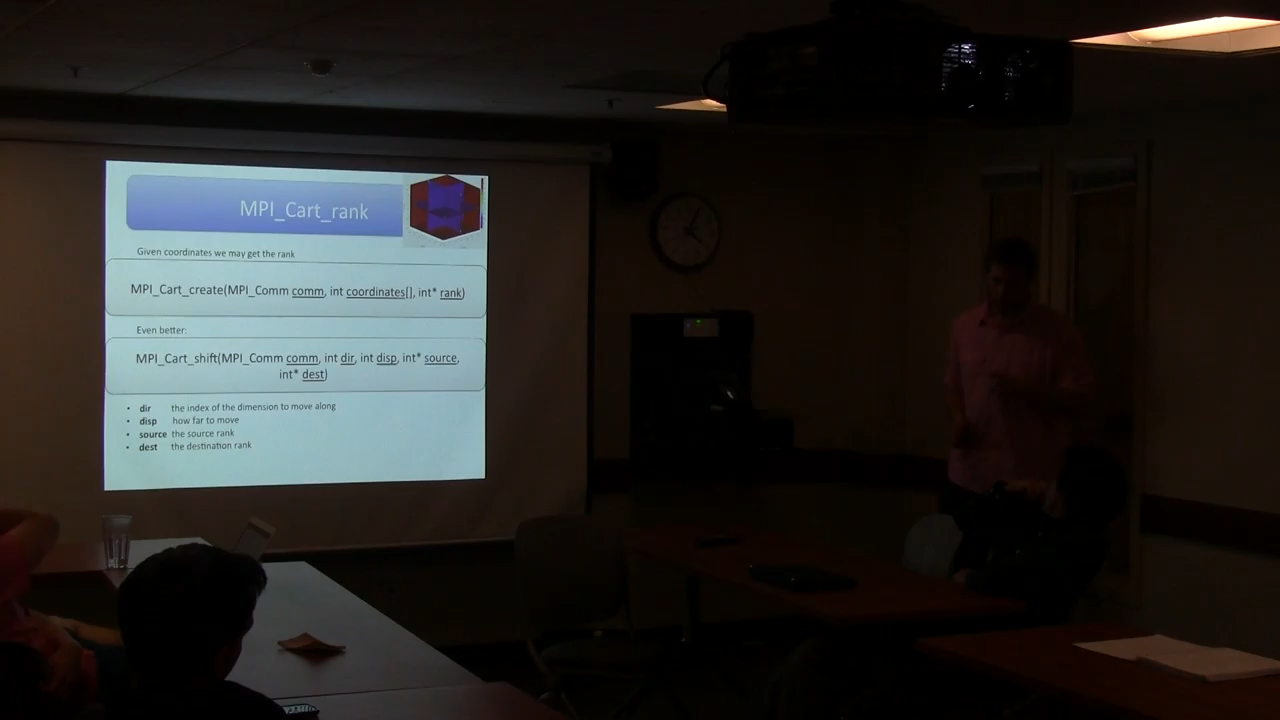 MPI_Cart_rank
Given coordinates we may get the rank
MPI_Cart_create(MPI_Comm comm, int coordinates[], int* rank)
Even better:
MPI_Cart_shift(MPI_Comm comm, int dir, int disp, int* source,
int* dest)
• dir the index of the dimension to move along
• disp how far to move
• source the source rank
• dest the destination rank